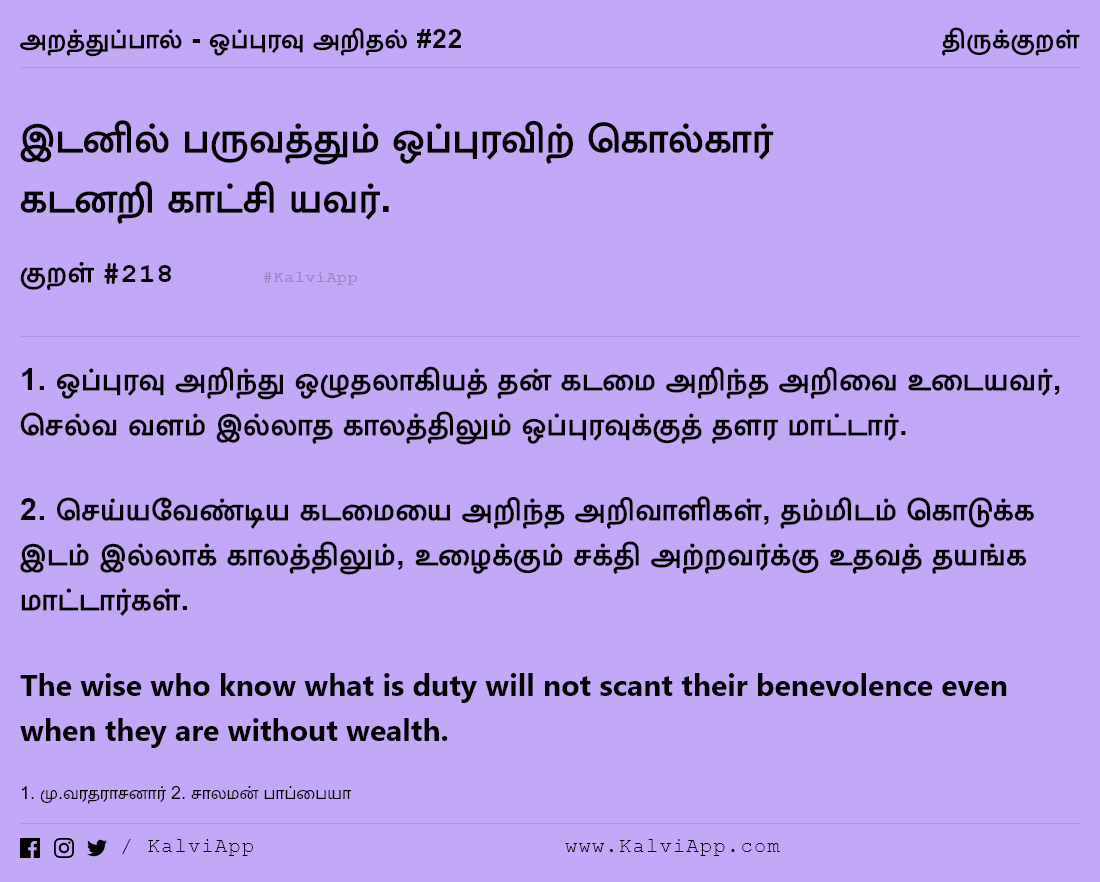 அறத்துப்பால் - ஒப்புரவு அறிதல் #22
திருக்குறள்
இடனில் பருவத்தும் ஒப்புரவிற் கொல்கார்
கடனறி காட்சி யவர்.
குறள் #218
#KalviApp
1. ஒப்புரவு அறிந்து ஒழுதலாகியத் தன் கடமை அறிந்த அறிவை உடையவர்,
செல்வ வளம் இல்லாத காலத்திலும் ஒப்புரவுக்குத் தளர மாட்டார்.
2. செய்யவேண்டிய கடமையை அறிந்த அறிவாளிகள், தம்மிடம் கொடுக்க
இடம் இல்லாக் காலத்திலும், உழைக்கும் சக்தி அற்றவர்க்கு உதவத் தயங்க
மாட்டார்கள்.
The wise who know what is duty will not scant their benevolence even
when they are without wealth.
1. மு.வரதராசனார் 2. சாலமன் பாப்பையா
/ KalviApp
www.KalviApp.com